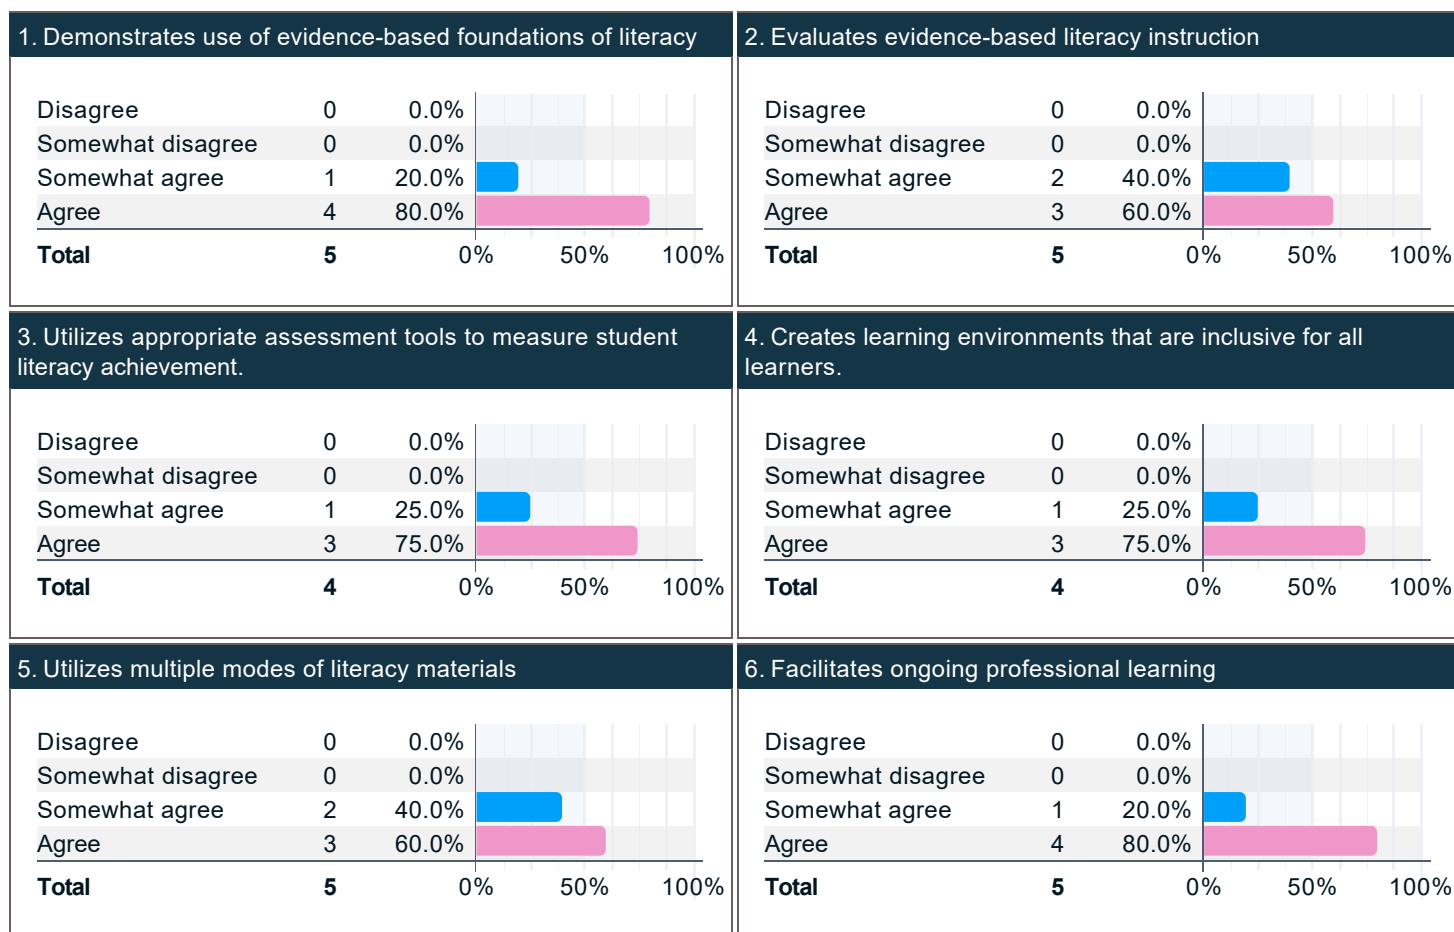 1. Demonstrates use of evidence-based foundations of literacy
Disagree 0 0.0%
Somewhat disagree 0 0.0%
Somewhat agree 1 20.0%
Agree 4 80.0%
Total 5 0% 50% 100%
2. Evaluates evidence-based literacy instruction
Disagree 0 0.0%
Somewhat disagree 0 0.0%
Somewhat agree 2 40.0%
Agree 3 60.0%
Total 5 0% 50% 100%
3. Utilizes appropriate assessment tools to measure student
literacy achievement.
Disagree 0 0.0%
Somewhat disagree 0 0.0%
Somewhat agree 1 25.0%
Agree 3 75.0%
Total 4 0% 50% 100%
4. Creates learning environments that are inclusive for all
learners.
Disagree 0 0.0%
Somewhat disagree 0 0.0%
Somewhat agree 1 25.0%
Agree 3 75.0%
Total 4 0% 50% 100%
5. Utilizes multiple modes of literacy materials
Disagree 0 0.0%
Somewhat disagree 0 0.0%
Somewhat agree 2 40.0%
Agree 3 60.0%
Total 5 0% 50% 100%
6. Facilitates ongoing professional learning
Disagree 0 0.0%
Somewhat disagree 0 0.0%
Somewhat agree 1 20.0%
Agree 4 80.0%
Total 5 0% 50% 100%